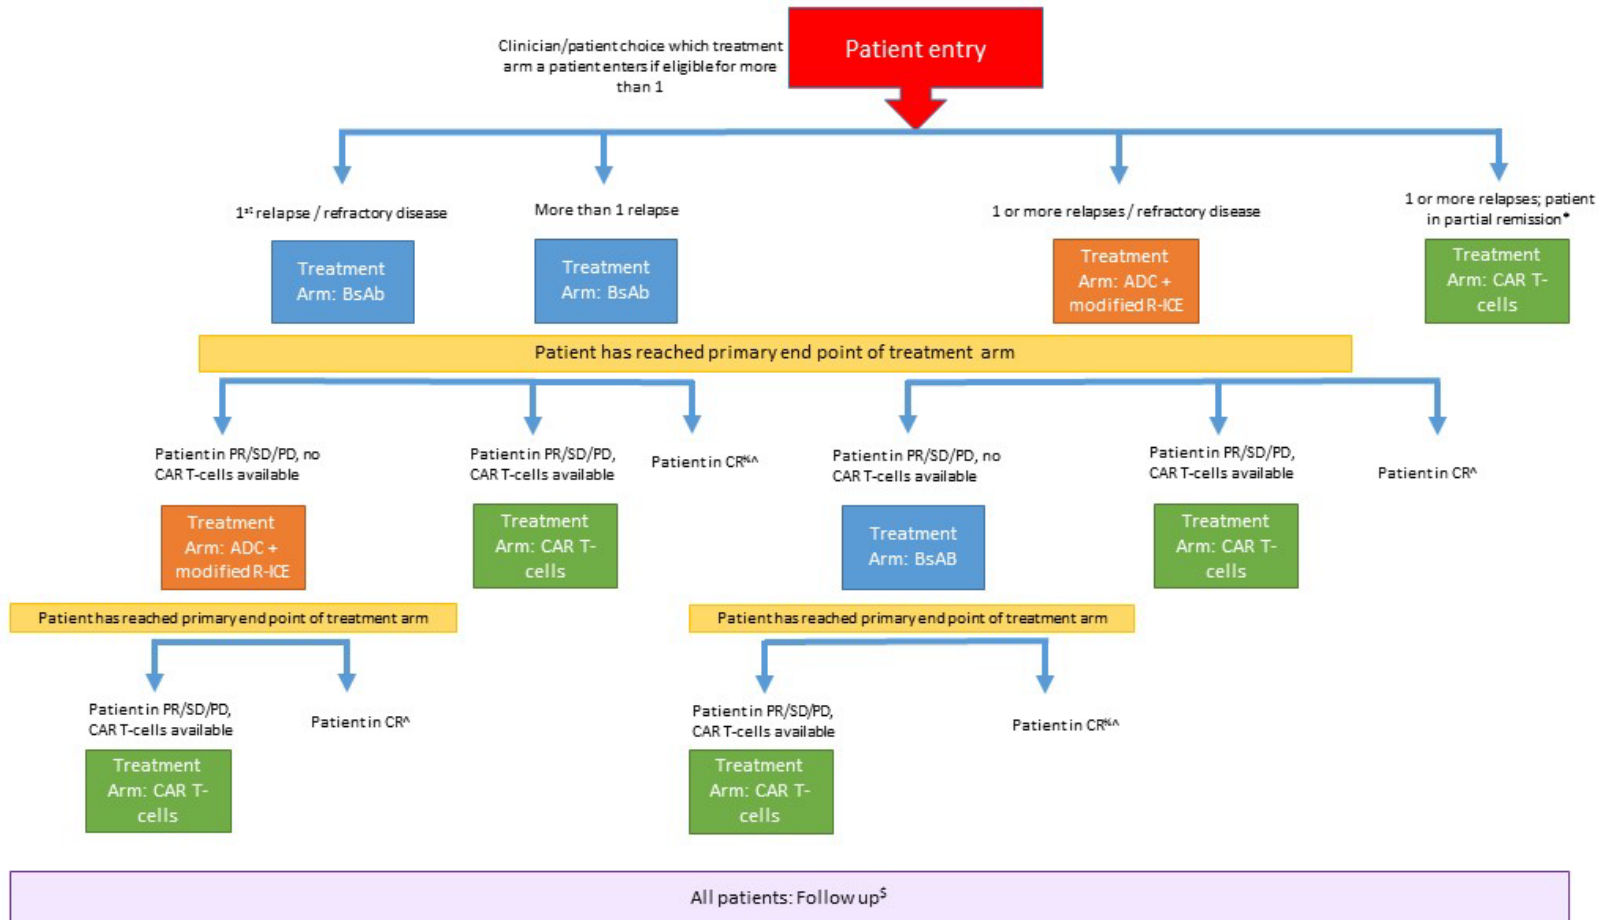 Clinician/patient choice which treatment
arm a patient enters if eligible for more
than 1
Patient entry
1st relapse / refractory disease
More than 1 relapse
1 or more relapses / refractory disease
1 or more relapses; patient
in partial remission*
Treatment
Arm: BsAb
Treatment
Arm: BsAb
Treatment
Arm: ADC +
modified R-ICE
Treatment
Arm: CAR T-
cells
Patient has reached primary end point of treatment arm
Patient in PR/SD/PD, no
CAR T-cells available
Patient in PR/SD/PD,
CAR T-cells available
Patient in CR%^
Patient in PR/SD/PD, no
CAR T-cells available
Patient in PR/SD/PD,
CAR T-cells available
Patient in CR^
Treatment
Arm: ADC +
modified R-ICE
Treatment
Arm: CAR T-
cells
Treatment
Arm: BsAB
Treatment
Arm: CAR T-
cells
Patient has reached primary end point of treatment arm
Patient has reached primary end point of treatment arm
Patient in PR/SD/PD,
CAR T-cells available
Patient in CR^
Patient in PR/SD/PD,
CAR T-cells available
Patient in CR%^
Treatment
Arm: CAR T-
cells
Treatment
Arm: CAR T-
cells
All patients: Follow up$